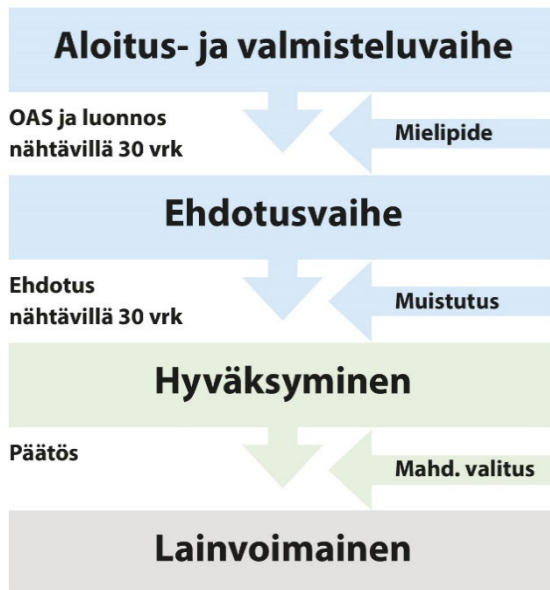 Aloitus- ja valmisteluvaihe
OAS ja luonnos
nähtävillä 30 vrk
Mielipide
Ehdotusvaihe
Ehdotus
nähtävillä 30 vrk
Muistutus
Hyväksyminen
Päätös
Mahd. valitus
Lainvoimainen